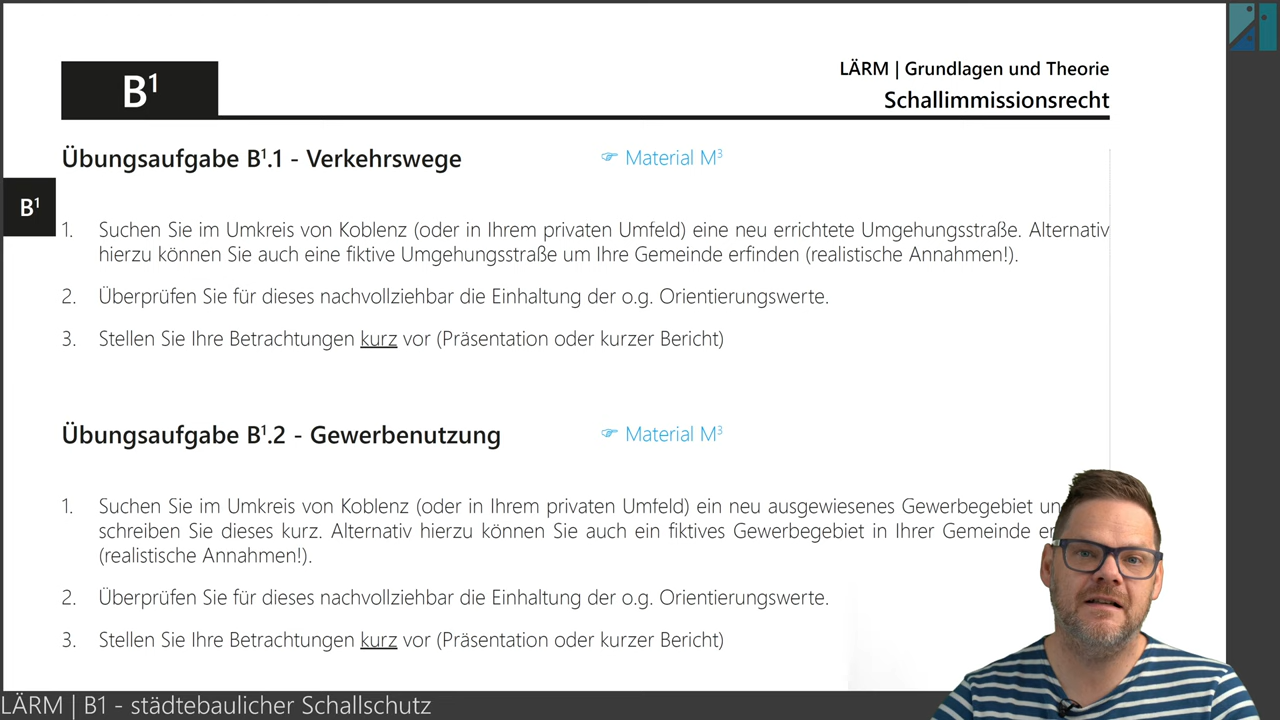 B¹
LÄRM | Grundlagen und Theorie
Schallimmissionsrecht
Übungsaufgabe B¹.1 - Verkehrswege
☞ Material M³
B¹
1. Suchen Sie im Umkreis von Koblenz (oder in Ihrem privaten Umfeld) eine neu errichtete Umgehungsstraße. Alternativ
hierzu können Sie auch eine fiktive Umgehungsstraße um Ihre Gemeinde erfinden (realistische Annahmen!).
2. Überprüfen Sie für dieses nachvollziehbar die Einhaltung der o.g. Orientierungswerte.
3. Stellen Sie Ihre Betrachtungen kurz vor (Präsentation oder kurzer Bericht)
Übungsaufgabe B¹.2 - Gewerbenutzung
☞ Material M³
1. Suchen Sie im Umkreis von Koblenz (oder in Ihrem privaten Umfeld) ein neu ausgewiesenes Gewerbegebiet
schreiben Sie dieses kurz. Alternativ hierzu können Sie auch ein fiktives Gewerbegebiet in Ihrer Gemeinde
(realistische Annahmen!).
2. Überprüfen Sie für dieses nachvollziehbar die Einhaltung der o.g. Orientierungswerte.
3. Stellen Sie Ihre Betrachtungen kurz vor (Präsentation oder kurzer Bericht)
LÄRM | B1 - städtebaulicher Schallschutz